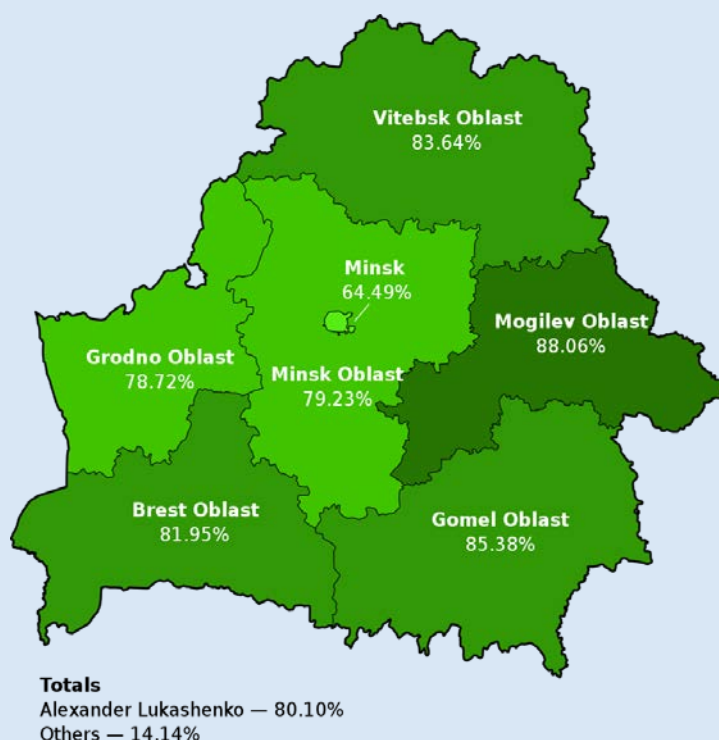 Vitebsk Oblast
83.64%
Minsk
64.49%
Mogilev Oblast
88.06%
Grodno Oblast
78.72%
Minsk Oblast
79.23%
Brest Oblast
81.95%
Gomel Oblast
85.38%
Totals
Alexander Lukashenko — 80.10%
Others — 14.14%